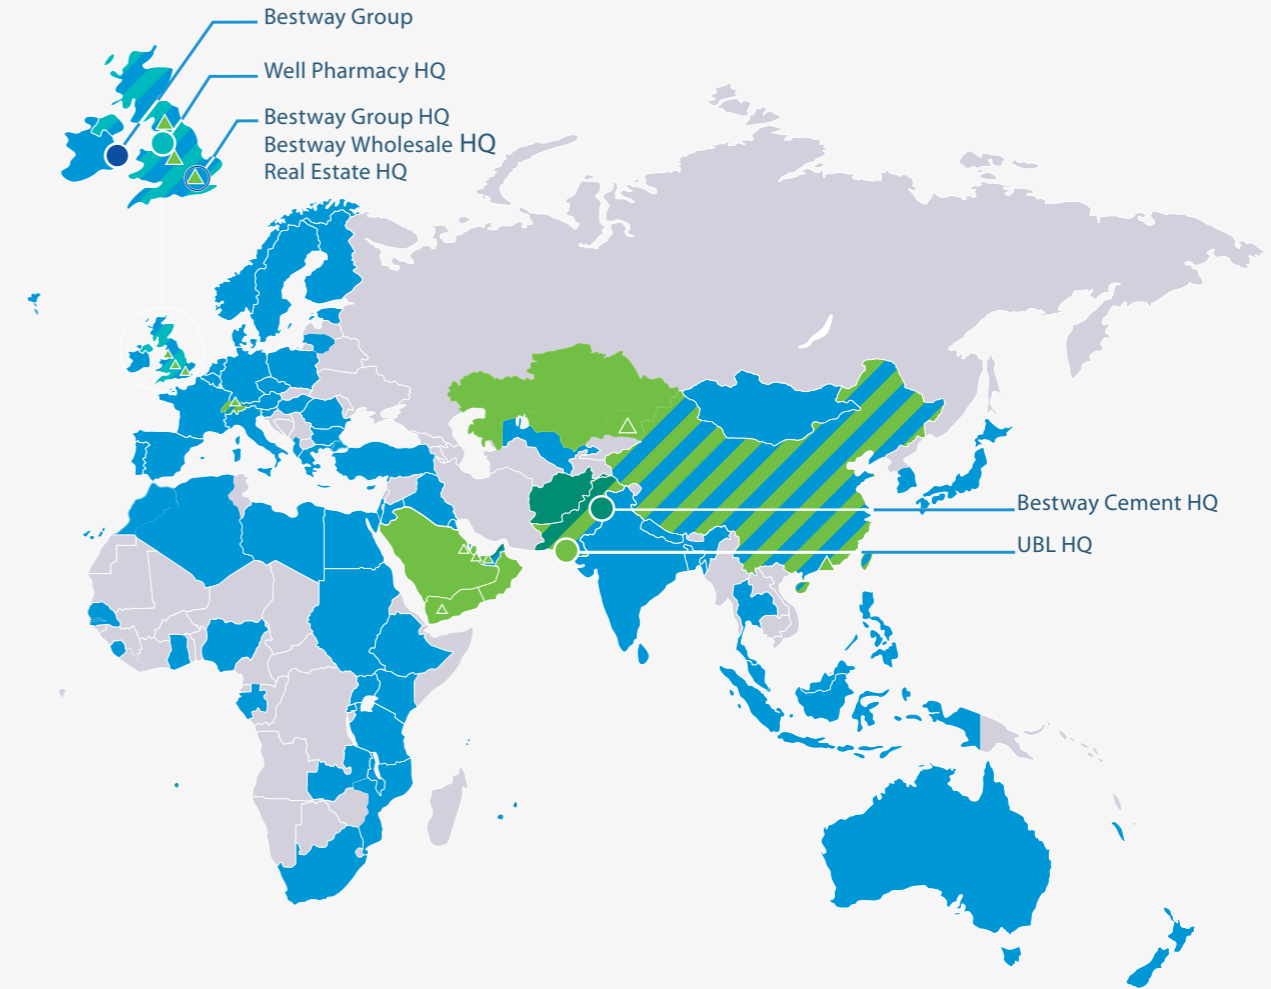 Bestway Group
Well Pharmacy HQ
Bestway Group HQ
Bestway Wholesale HQ
Real Estate HQ
Bestway Cement HQ
UBL HQ